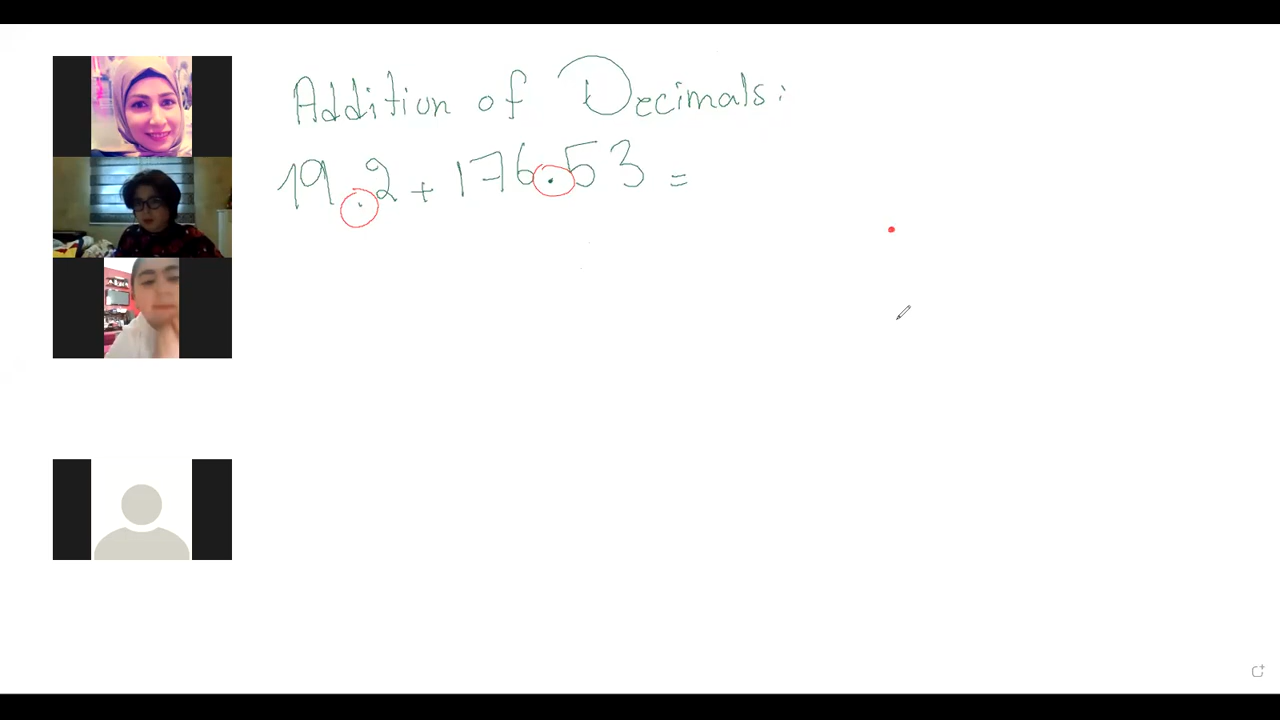 Addition of Decimals:
19.2 + 176.53 =